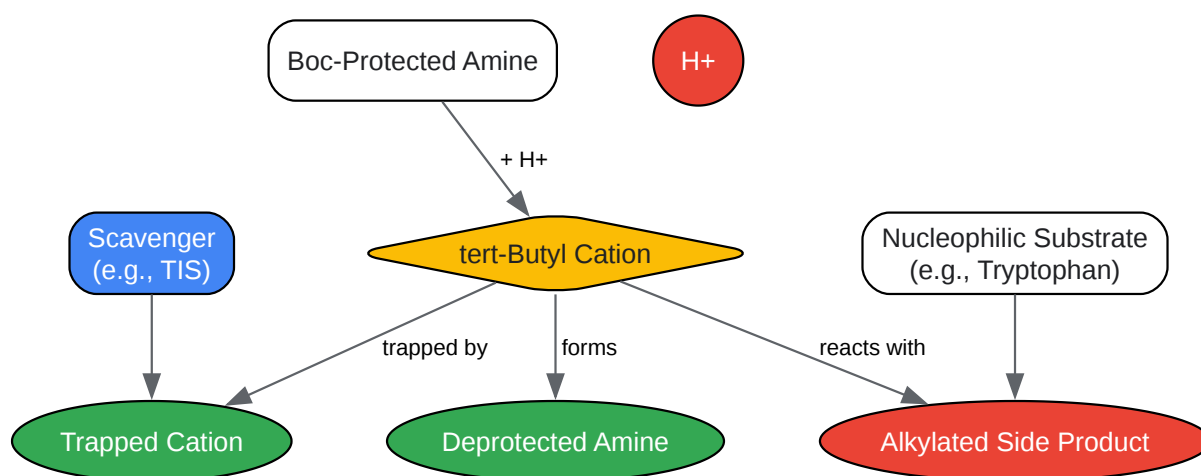 Boc-Protected Amine
H+
+ H+
Scavenger
(e.g., TIS)
tert-Butyl Cation
Nucleophilic Substrate
(e.g., Tryptophan)
trapped by
forms
reacts with
Trapped Cation
Deprotected Amine
Alkylated Side Product